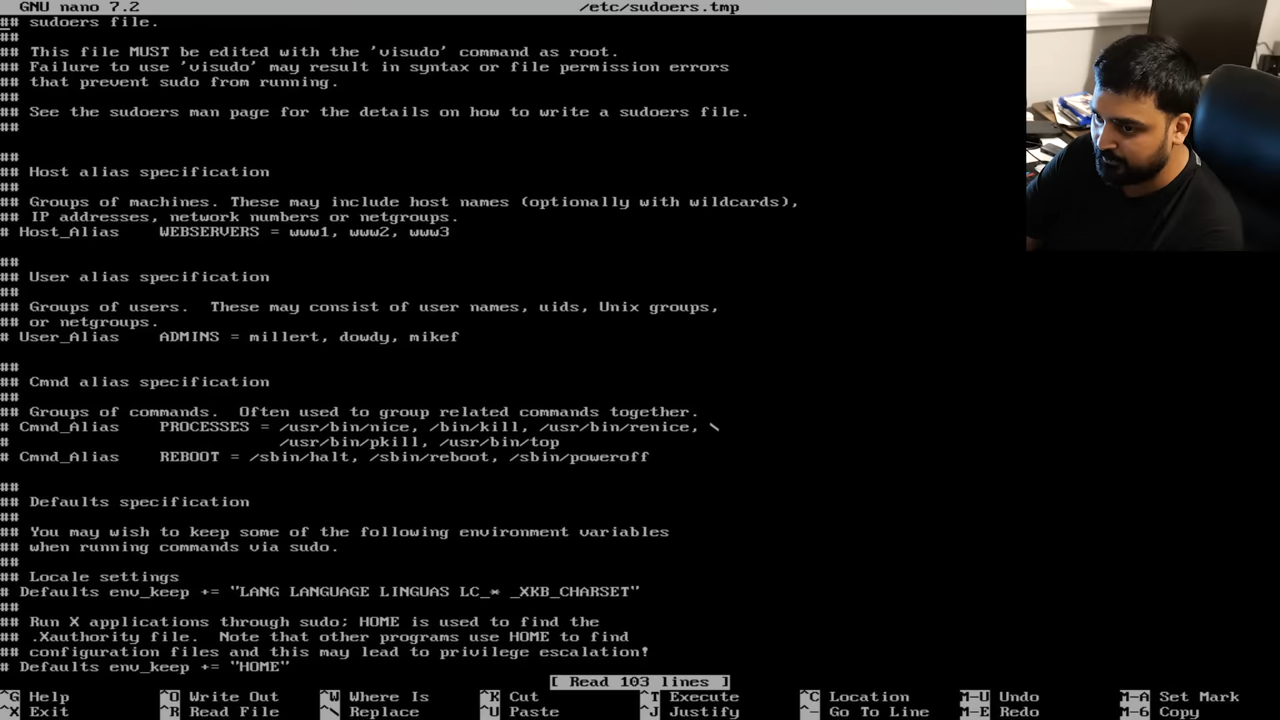 GNU nano 7.2 /etc/sudoers.tmp
## sudoers file.
##
## This file MUST be edited with the 'visudo' command as root.
## Failure to use 'visudo' may result in syntax or file permission errors
## that prevent sudo from running.
##
## See the sudoers man page for the details on how to write a sudoers file.
##
##
## Host alias specification
##
## Groups of machines. These may include host names (optionally with wildcards),
## IP addresses, network numbers or netgroups.
# Host_Alias WEBSERVERS = www1, www2, www3
##
## User alias specification
##
## Groups of users. These may consist of user names, uids, Unix groups,
## or netgroups.
# User_Alias ADMINS = millert, dowdy, mikef
##
## Cmnd alias specification
##
## Groups of commands. Often used to group related commands together.
# Cmnd_Alias PROCESSES = /usr/bin/nice, /bin/kill, /usr/bin/renice, \
# /usr/bin/pkill, /usr/bin/top
# Cmnd_Alias REBOOT = /sbin/halt, /sbin/reboot, /sbin/poweroff
##
## Defaults specification
##
## You may wish to keep some of the following environment variables
## when running commands via sudo.
##
## Locale settings
# Defaults env_keep += "LANG LANGUAGE LINGUAS LC_* _XKB_CHARSET"
##
## Run X applications through sudo; HOME is used to find the
## .Xauthority file. Note that other programs use HOME to find
## configuration files and this may lead to privilege escalation!
# Defaults env_keep += "HOME"
[ Read 103 lines ]
^G Help ^O Write Out ^W Where Is ^K Cut ^T Execute ^C Location M-U Undo M-A Set Mark
^X Exit ^R Read File ^\ Replace ^U Paste ^J Justify ^- Go To Line M-E Redo M-6 Copy